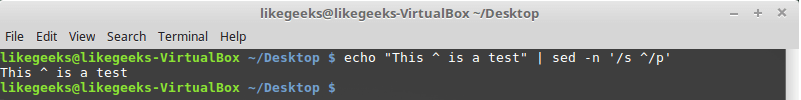 likegeeks@likegeeks-VirtualBox ~/Desktop
File Edit View Search Terminal Help
likegeeks@likegeeks-VirtualBox ~/Desktop $ echo "This ^ is a test" | sed -n '/s ^/p'
This ^ is a test
likegeeks@likegeeks-VirtualBox ~/Desktop $